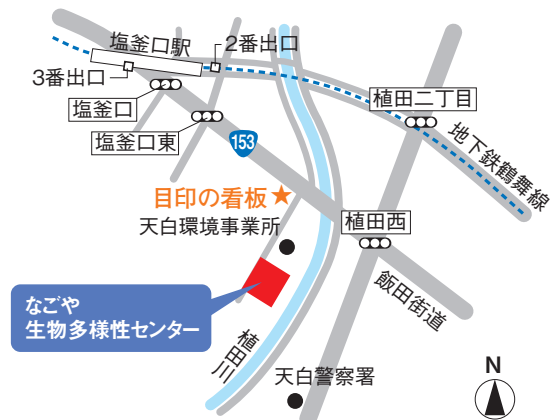 塩釜口駅
2番出口
3番出口
塩釜口
塩釜口東
153
植田二丁目
地下鉄鶴舞線
目印の看板★
天白環境事業所
植田西
飯田街道
なごや
生物多様性センター
植田川
天白警察署
N